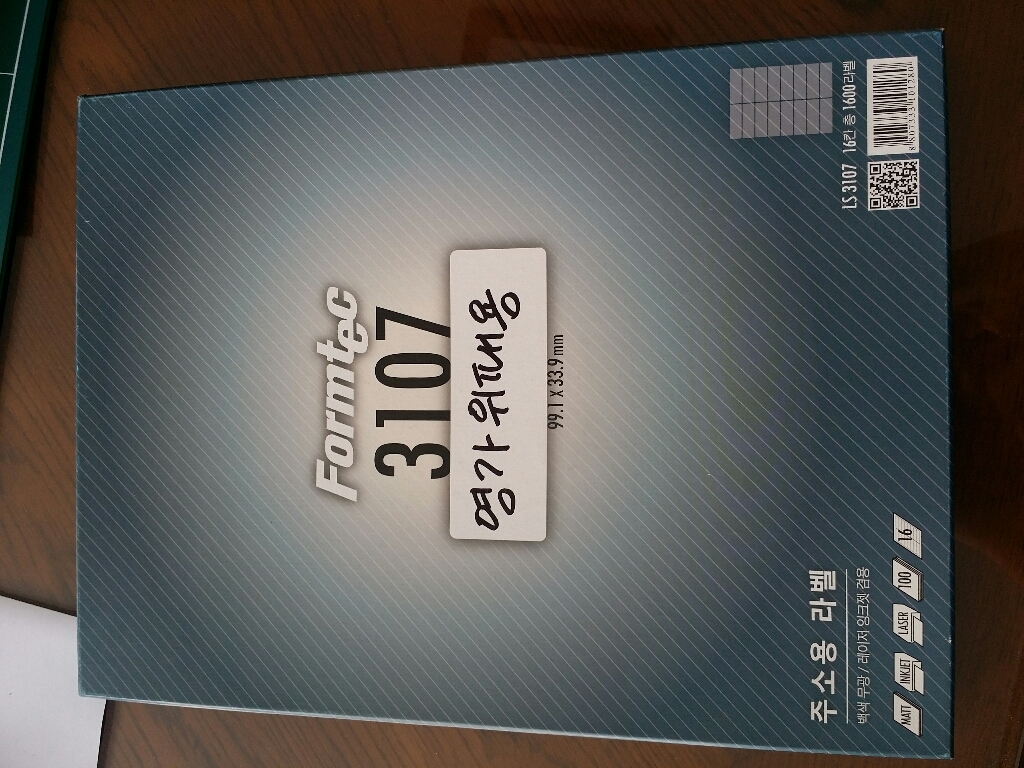 Formtec
3107
영가위패용
99.1 X 33.9 mm
주소용 라벨
백색 무광 / 레이저 잉크젯 겸용
MATT INKJET LASER 100 16
LS 3107 16칸 총 1600라벨